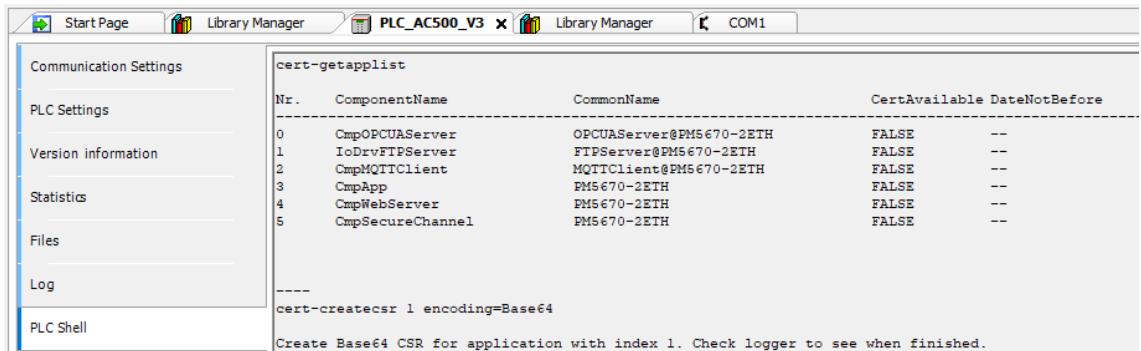 Start Page Library Manager PLC_AC500_V3 Library Manager COM1
Communication Settings
PLC Settings
Version information
Statistics
Files
Log
PLC Shell
cert-getapplist
Nr. ComponentName CommonName CertAvailable DateNotBefore
--------------------------------------------------------------------------------
0 CmpOPCUAServer OPCUAServer@PM5670-2ETH FALSE --
1 IoDrvFTPServer FTPServer@PM5670-2ETH FALSE --
2 CmpMQTTClient MQTTClient@PM5670-2ETH FALSE --
3 CmpApp PM5670-2ETH FALSE --
4 CmpWebServer PM5670-2ETH FALSE --
5 CmpSecureChannel PM5670-2ETH FALSE --
----
cert-createcsr 1 encoding=Base64
Create Base64 CSR for application with index 1. Check logger to see when finished.